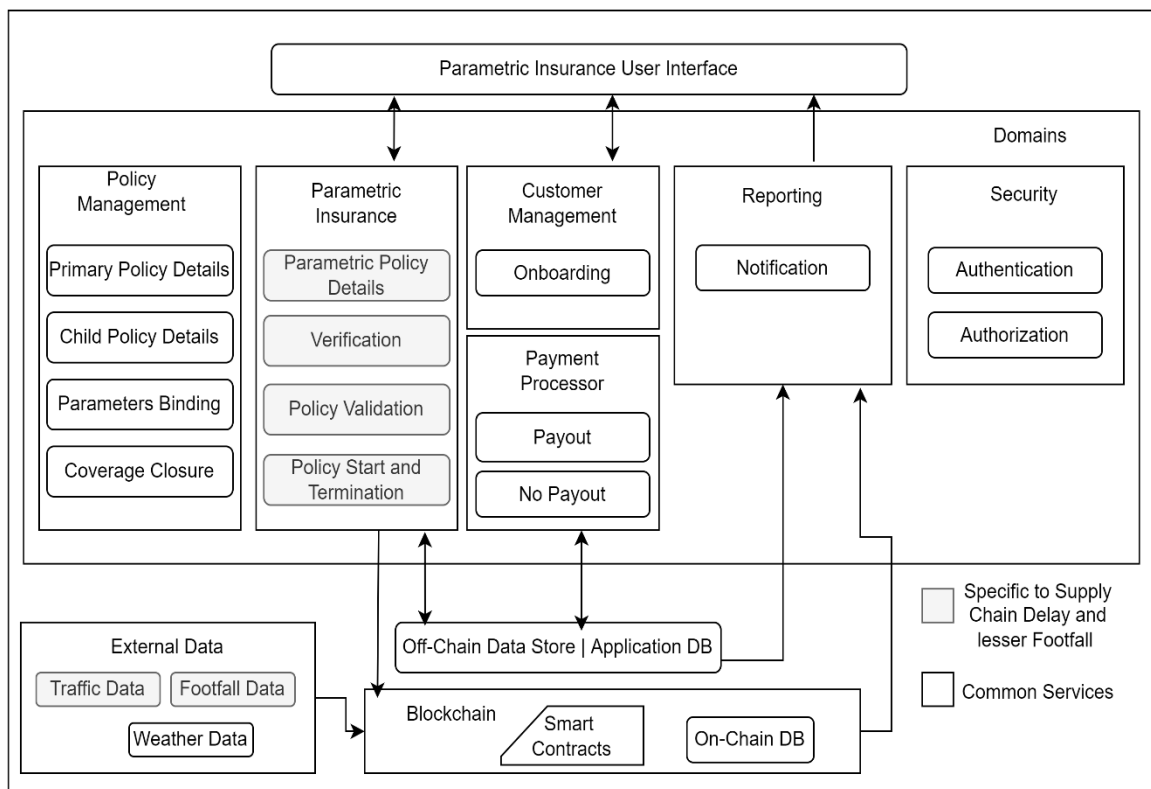 Parametric Insurance User Interface
Domains
Policy
Management
Primary Policy Details
Child Policy Details
Parameters Binding
Coverage Closure
Parametric
Insurance
Parametric Policy
Details
Verification
Policy Validation
Policy Start and
Termination
Customer
Management
Onboarding
Payment
Processor
Payout
No Payout
Reporting
Notification
Security
Authentication
Authorization
Off-Chain Data Store | Application DB
External Data
Traffic Data
Footfall Data
Weather Data
Blockchain
Smart
Contracts
On-Chain DB
Specific to Supply
Chain Delay and
lesser Footfall
Common Services